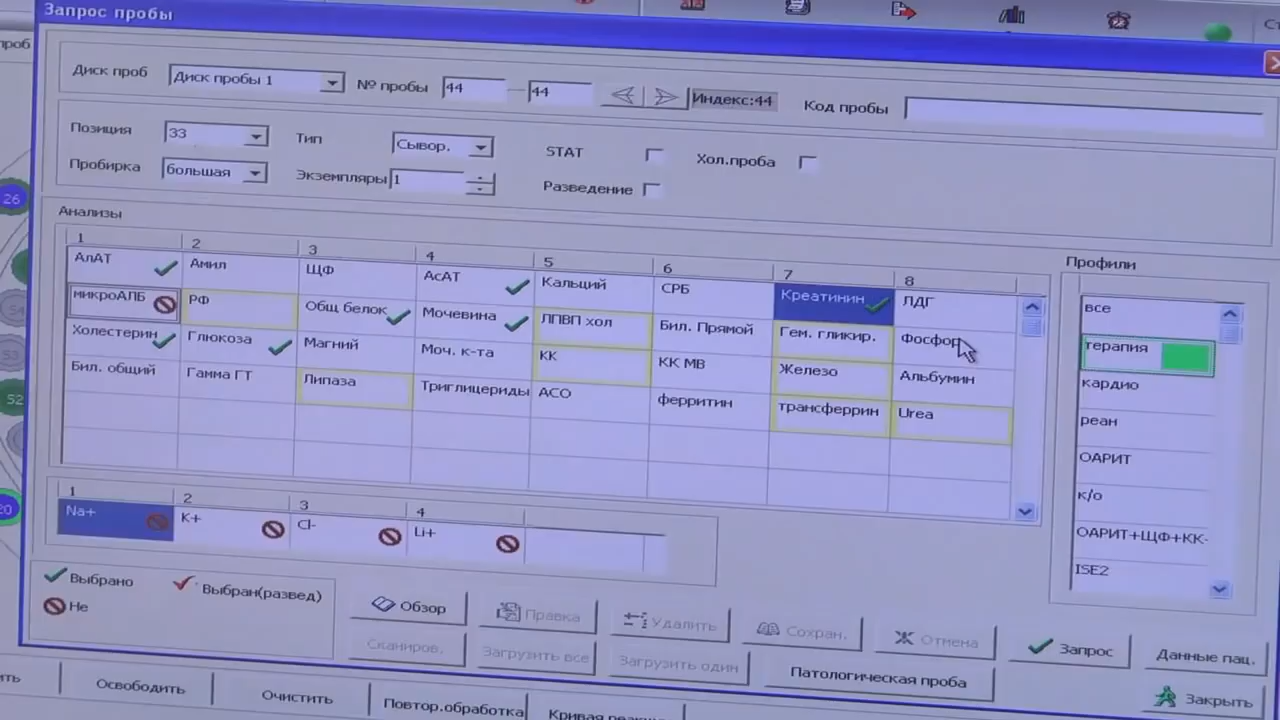 Запрос пробы
Диск проб Диск пробы 1 № пробы 44 — 44 Индекс:44 Код пробы
Позиция 33 Тип Сывор. STAT Хол.проба
Пробирка большая Экземпляры 1 Разведение
Анализы
Профили
1 2 3 4 5 6 7 8
АлАТ Амил ЩФ АсАТ Кальций СРБ Креатинин ЛДГ
микроАЛБ РФ Общ белок Мочевина ЛПВП хол Бил. Прямой Гем. гликир. Фосфор
Холестерин Глюкоза Магний Моч. к-та КК КК МВ Железо Альбумин
Бил. общий Гамма ГТ Липаза Триглицериды АСО ферритин трансферрин Urea
все
терапия
кардио
реан
ОАРИТ
к/о
ОАРИТ+ЩФ+КК-
ISE2
1 2 3 4
Na+ K+ Cl- Li+
Выбрано Выбран(развед)
Не
Обзор Правка Удалить Сохран. Отмена Запрос Данные пац.
Сканиров. Загрузить все Загрузить один Патологическая проба Закрыть
Освободить Очистить Повтор.обработка
26
54
53
52
20